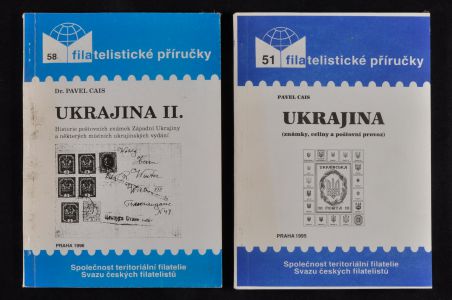 58
filatelistické příručky
Dr. PAVEL CAIS
UKRAJINA II.
Historie poštovních známek Západní Ukrajiny
a některých místních ukrajinských vydání
PRAHA 1996
Společnost teritoriální filatelie
Svazu českých filatelistů
51
filatelistické příručky
PAVEL CAIS
UKRAJINA
(známky, celiny a poštovní provoz)
PRAHA 1995
Společnost teritoriální filatelie
Svazu českých filatelistů